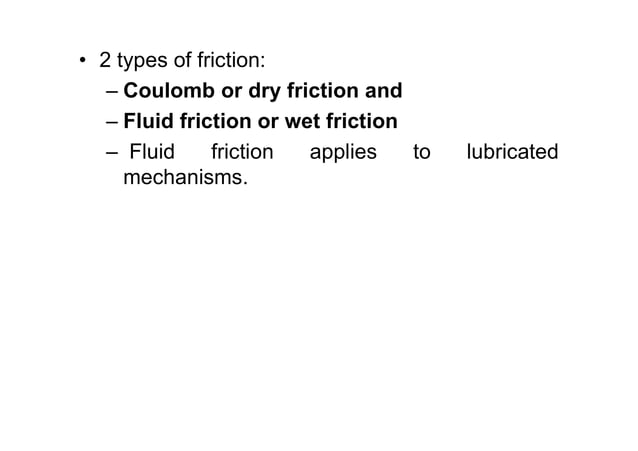 • 2 types of friction:
– Coulomb or dry friction and
– Fluid friction or wet friction
– Fluid friction applies to lubricated
mechanisms.